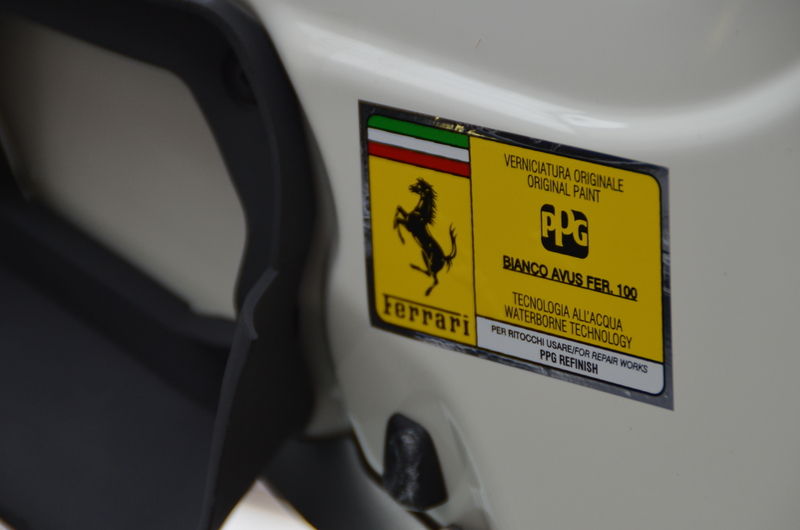 Ferrari
VERNICIATURA ORIGINALE
ORIGINAL PAINT
PPG
BIANCO AVUS FER. 100
TECNOLOGIA ALL'ACQUA
WATERBORNE TECHNOLOGY
PER RITOCCHI USARE/FOR REPAIR WORKS
PPG REFINISH